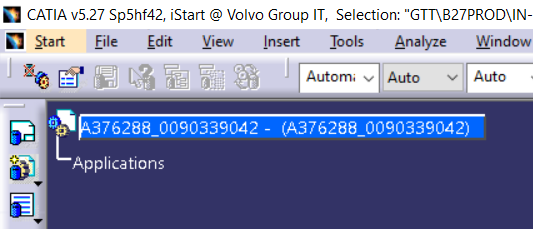 CATIA v5.27 Sp5hf42, iStart @ Volvo Group IT, Selection: "GTT\B27PROD\IN-
Start File Edit View Insert Tools Analyze Window
Automa Auto Auto
A376288_0090339042 - (A376288_0090339042)
Applications